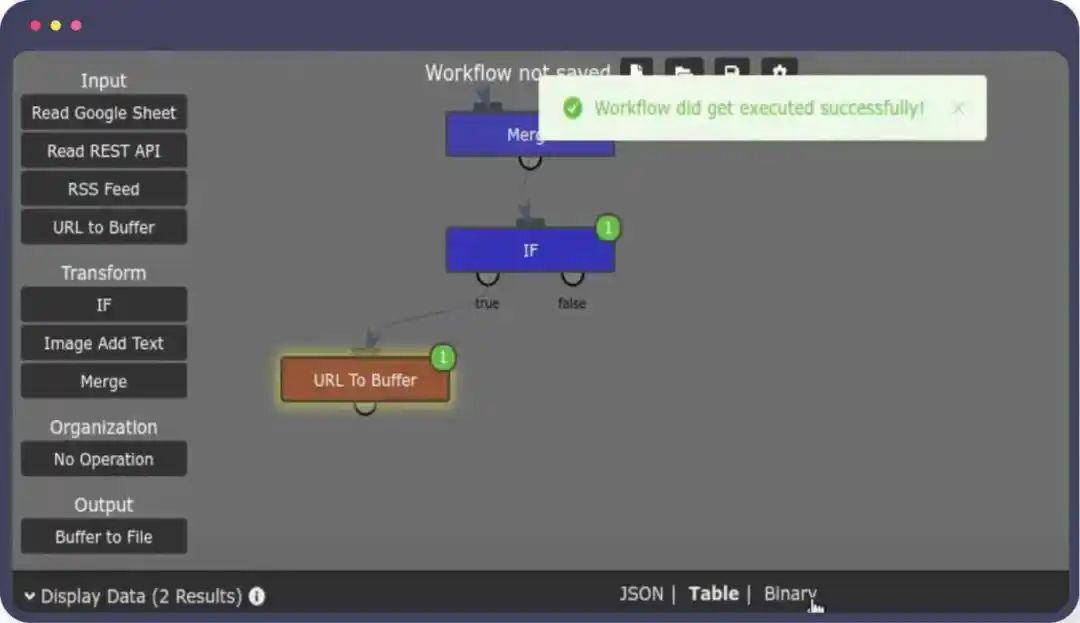 Workflow not saved
Input
Read Google Sheet
Read REST API
RSS Feed
URL to Buffer
Transform
IF
Image Add Text
Merge
Organization
No Operation
Output
Buffer to File
Workflow did get executed successfully!
Merg
IF
1
true
false
URL To Buffer
1
Display Data (2 Results)
JSON | Table | Binary